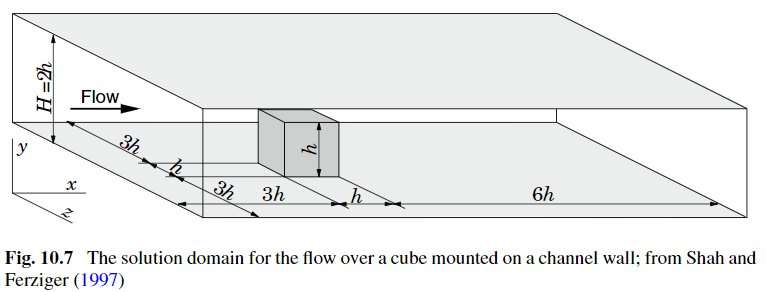 H = 2h
Flow
y
x
z
3h
h
3h
h
3h
h
6h
Fig. 10.7 The solution domain for the flow over a cube mounted on a channel wall; from Shah and
Ferziger (1997)